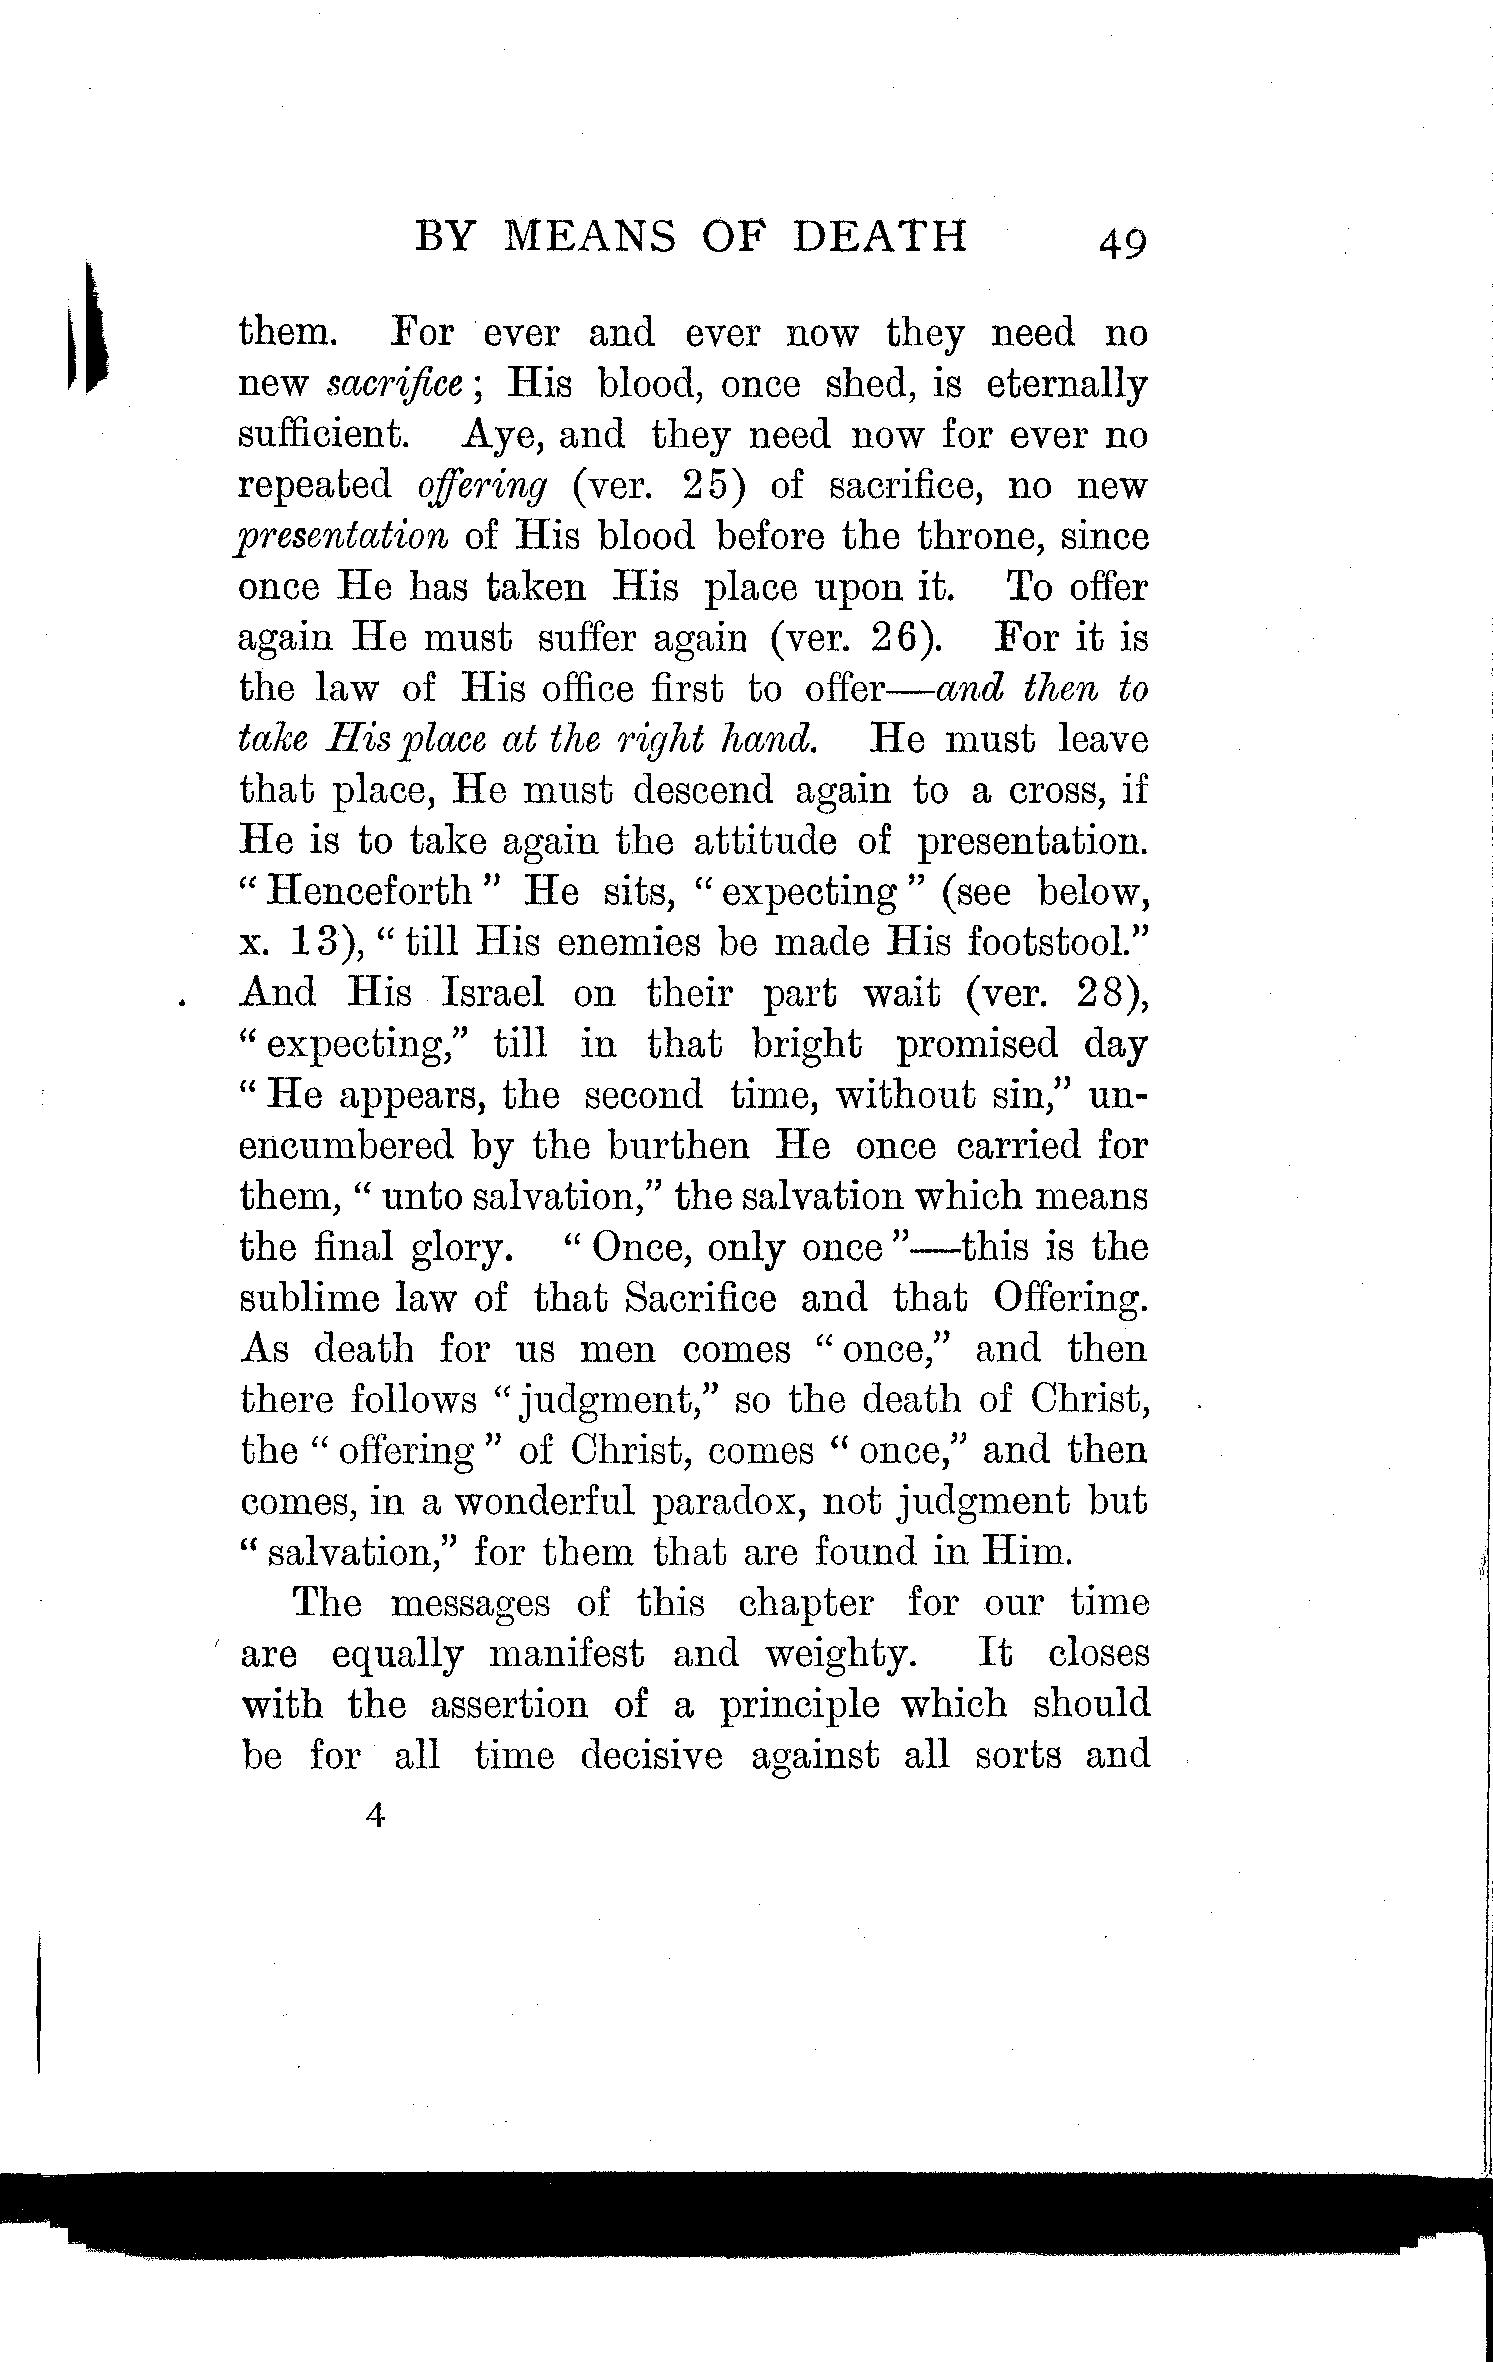 BY MEANS OF DEATH 49
them. For ever and ever now they need no
new sacrifice; His blood, once shed, is eternally
sufficient. Aye, and they need now for ever no
repeated offering (ver. 25) of sacrifice, no new
presentation of His blood before the throne, since
once He has taken His place upon it. To offer
again He must suffer again (ver. 26). For it is
the law of His office first to offer—and then to
take His place at the right hand. He must leave
that place, He must descend again to a cross, if
He is to take again the attitude of presentation.
"Henceforth" He sits, "expecting" (see below,
x. 13), "till His enemies be made His footstool."
And His Israel on their part wait (ver. 28),
"expecting," till in that bright promised day
"He appears, the second time, without sin," un-
encumbered by the burthen He once carried for
them, "unto salvation," the salvation which means
the final glory. "Once, only once"—this is the
sublime law of that Sacrifice and that Offering.
As death for us men comes "once," and then
there follows "judgment," so the death of Christ,
the "offering" of Christ, comes "once," and then
comes, in a wonderful paradox, not judgment but
"salvation," for them that are found in Him.
The messages of this chapter for our time
are equally manifest and weighty. It closes
with the assertion of a principle which should
be for all time decisive against all sorts and
4